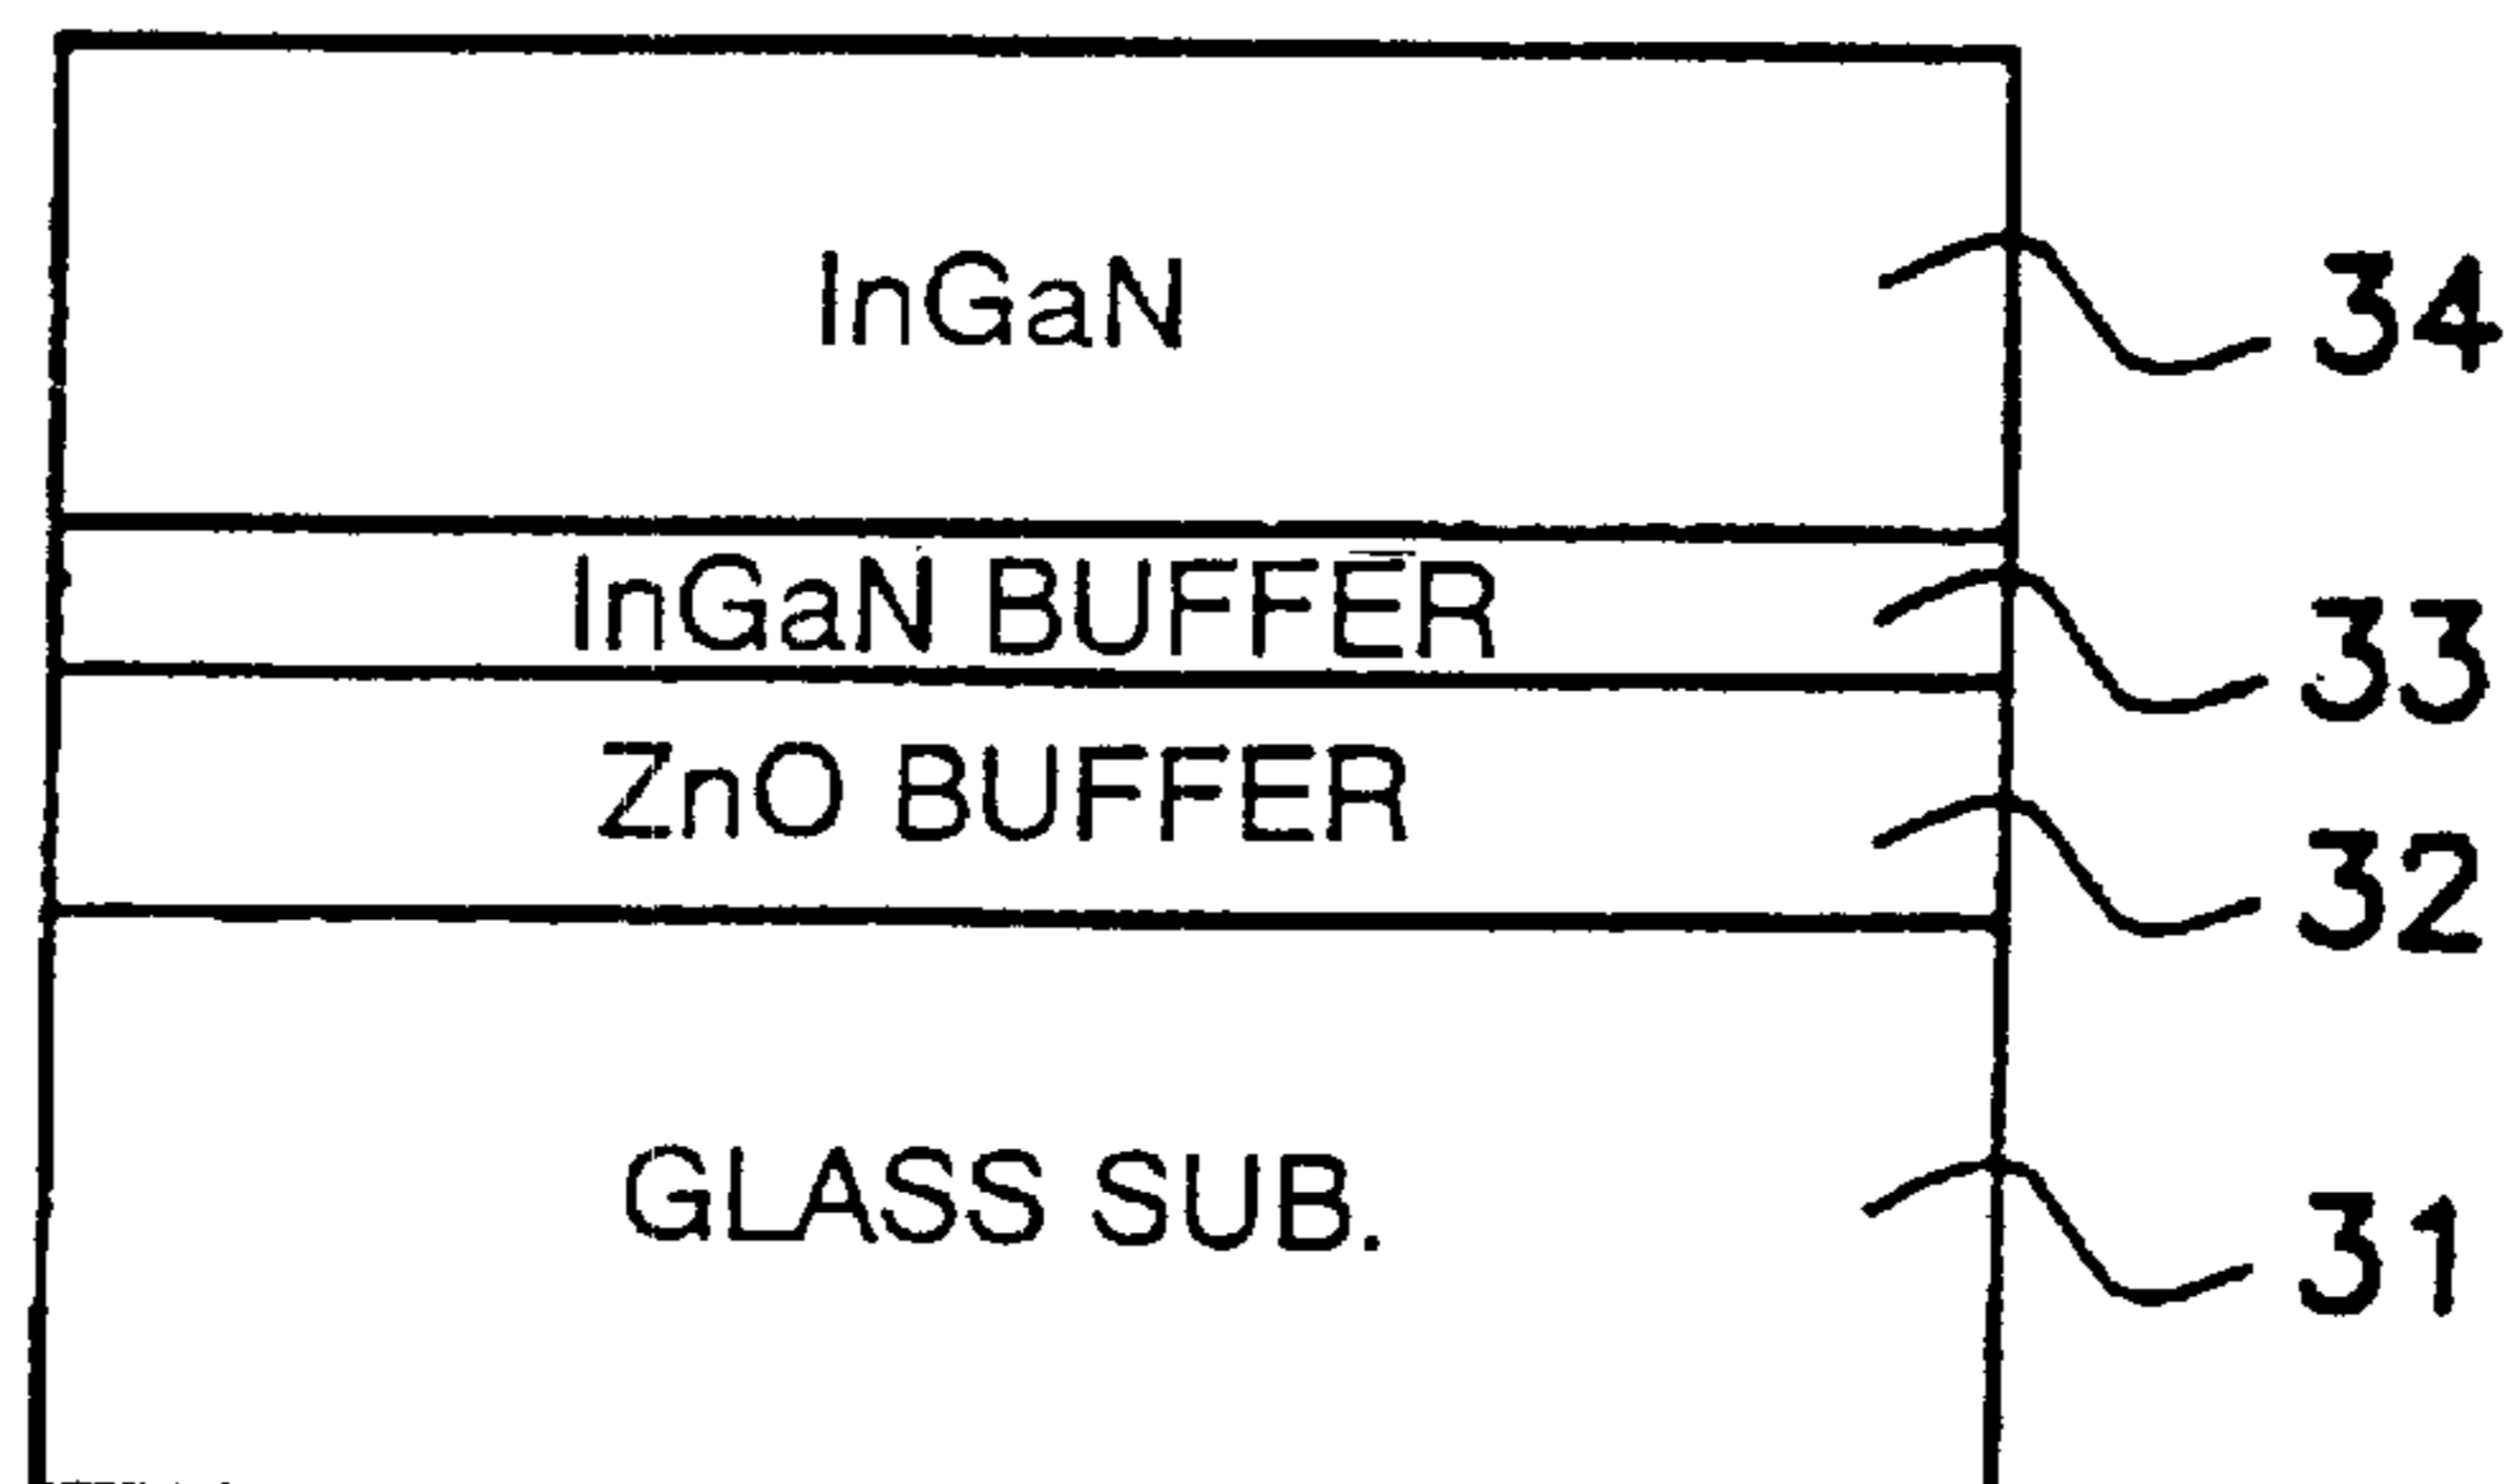 InGaN 34
InGaN BUFFER 33
ZnO BUFFER 32
GLASS SUB. 31